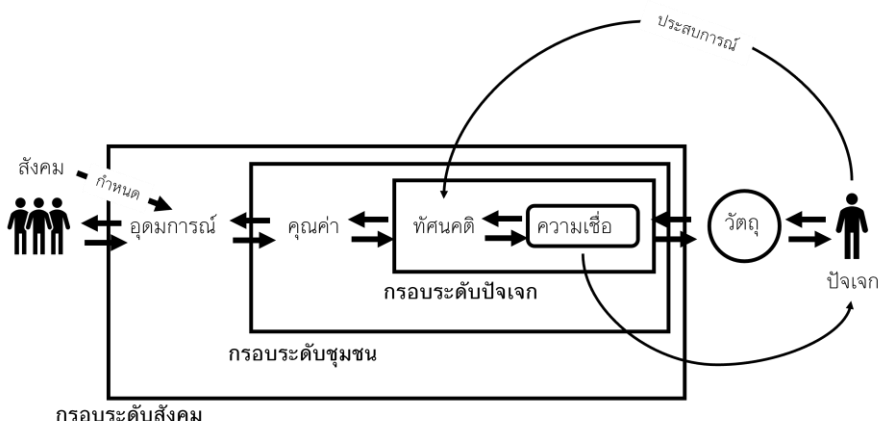 ประสบการณ์
สังคม
กำหนด
อุดมการณ์
คุณค่า
ทัศนคติ
ความเชื่อ
วัตถุ
ปัจเจก
กรอบระดับปัจเจก
กรอบระดับชุมชน
กรอบระดับสังคม